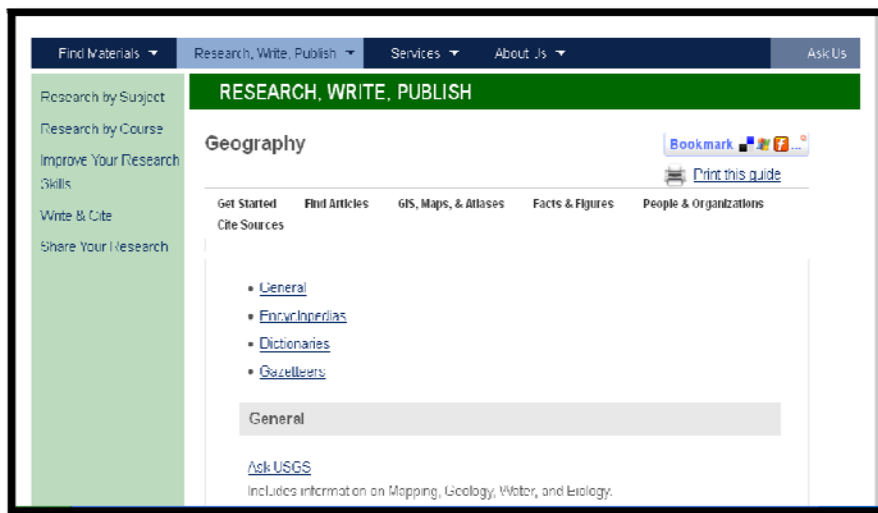 Find Materials Research, Write, Publish Services About Us Ask Us
RESEARCH, WRITE, PUBLISH
Research by Subject
Research by Course
Improve Your Research
Skills
Write & Cite
Share Your Research
Geography
Bookmark
Print this guide
Get Started Find Articles GIS, Maps, & Atlases Facts & Figures People & Organizations
Cite Sources
General
Encyclopedias
Dictionaries
Gazetteers
General
Ask USGS
Includes information on Mapping, Geology, Water, and Biology.